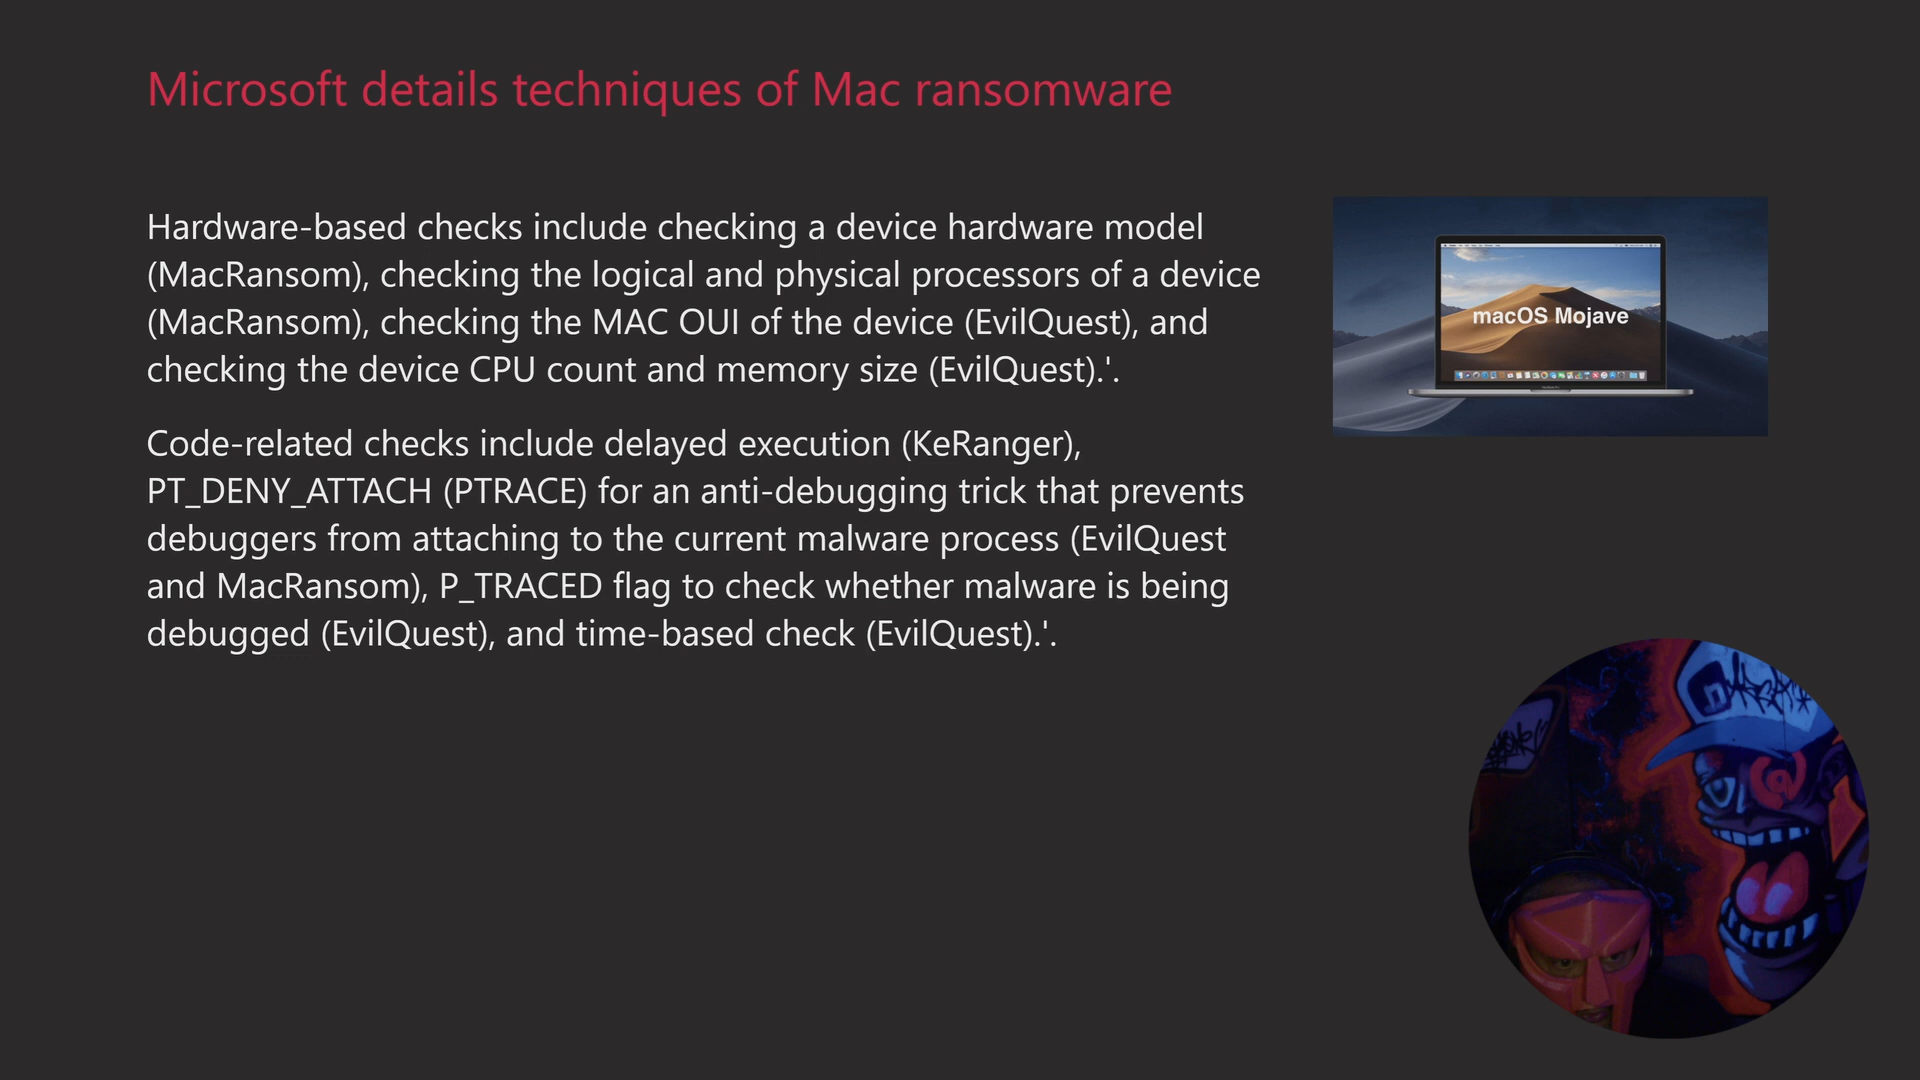 Microsoft details techniques of Mac ransomware
Hardware-based checks include checking a device hardware model
(MacRansom), checking the logical and physical processors of a device
(MacRansom), checking the MAC OUI of the device (EvilQuest), and
checking the device CPU count and memory size (EvilQuest).'.
Code-related checks include delayed execution (KeRanger),
PT_DENY_ATTACH (PTRACE) for an anti-debugging trick that prevents
debuggers from attaching to the current malware process (EvilQuest
and MacRansom), P_TRACED flag to check whether malware is being
debugged (EvilQuest), and time-based check (EvilQuest).'.
macOS Mojave